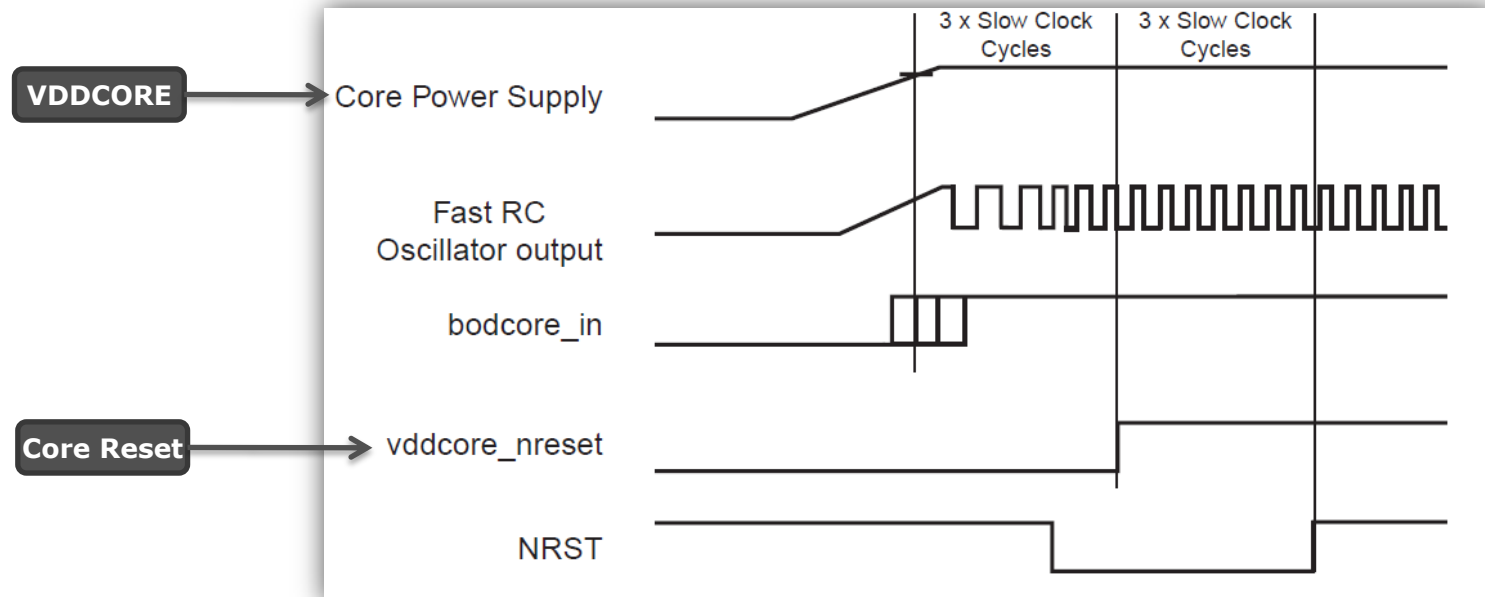 3 x Slow Clock
Cycles
3 x Slow Clock
Cycles
VDDCORE
Core Power Supply
Fast RC
Oscillator output
bodcore_in
Core Reset
vddcore_nreset
NRST